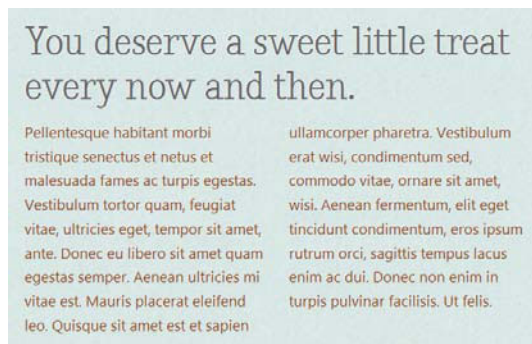 You deserve a sweet little treat
every now and then.
Pellentesque habitant morbi
tristique senectus et netus et
malesuada fames ac turpis egestas.
Vestibulum tortor quam, feugiat
vitae, ultricies eget, tempor sit amet,
ante. Donec eu libero sit amet quam
egestas semper. Aenean ultricies mi
vitae est. Mauris placerat eleifend
leo. Quisque sit amet est et sapien
ullamcorper pharetra. Vestibulum
erat wisi, condimentum sed,
commodo vitae, ornare sit amet,
wisi. Aenean fermentum, elit eget
tincidunt condimentum, eros ipsum
rutrum orci, sagittis tempus lacus
enim ac dui. Donec non enim in
turpis pulvinar facilisis. Ut felis.